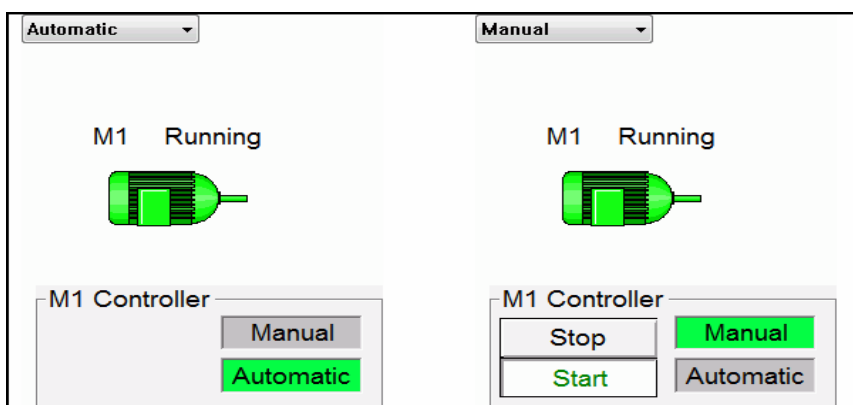 Automatic
M1 Running
M1 Controller
Manual
Automatic
Manual
M1 Running
M1 Controller
Stop
Manual
Start
Automatic